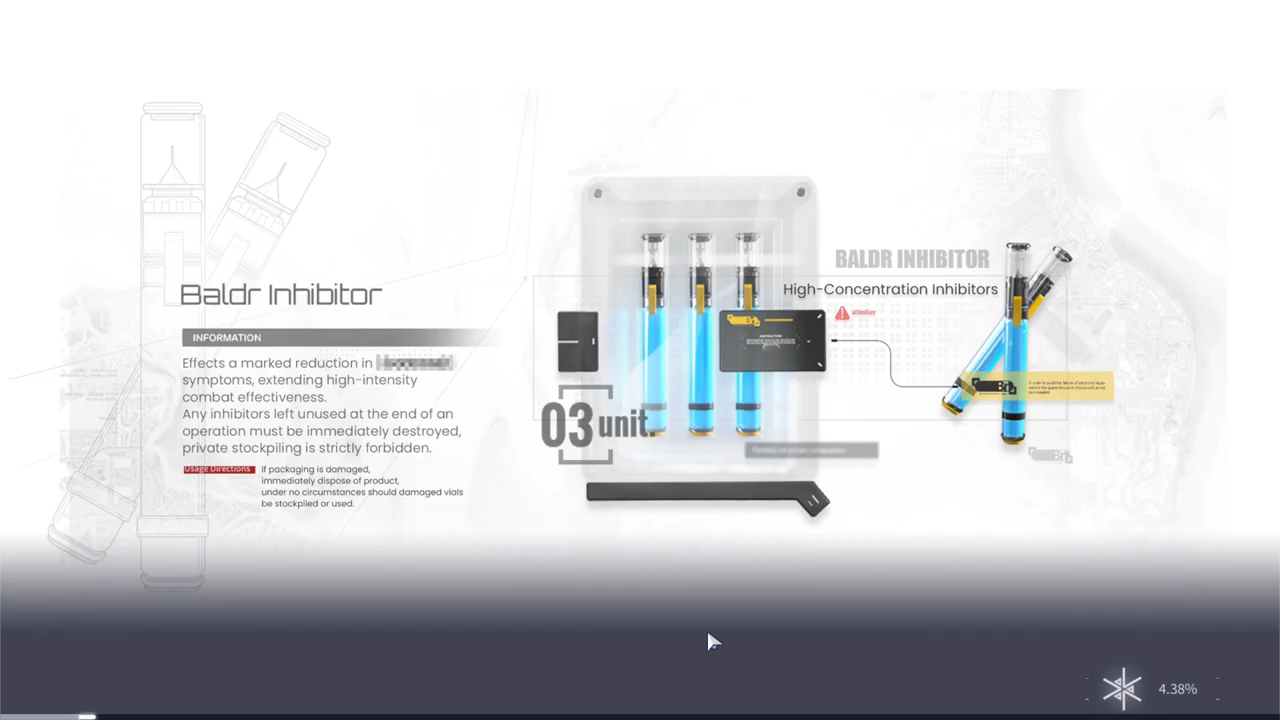 Baldr Inhibitor
INFORMATION
Effects a marked reduction in
symptoms, extending high-intensity
combat effectiveness.
Any inhibitors left unused at the end of an
operation must be immediately destroyed,
private stockpiling is strictly forbidden.
Usage Directions
If packaging is damaged,
immediately dispose of product,
under no circumstances should damaged vials
be stockpiled or used.
03 unit.
BALDR INHIBITOR
High-Concentration Inhibitors
attention
INSTRUCTION
4.38%